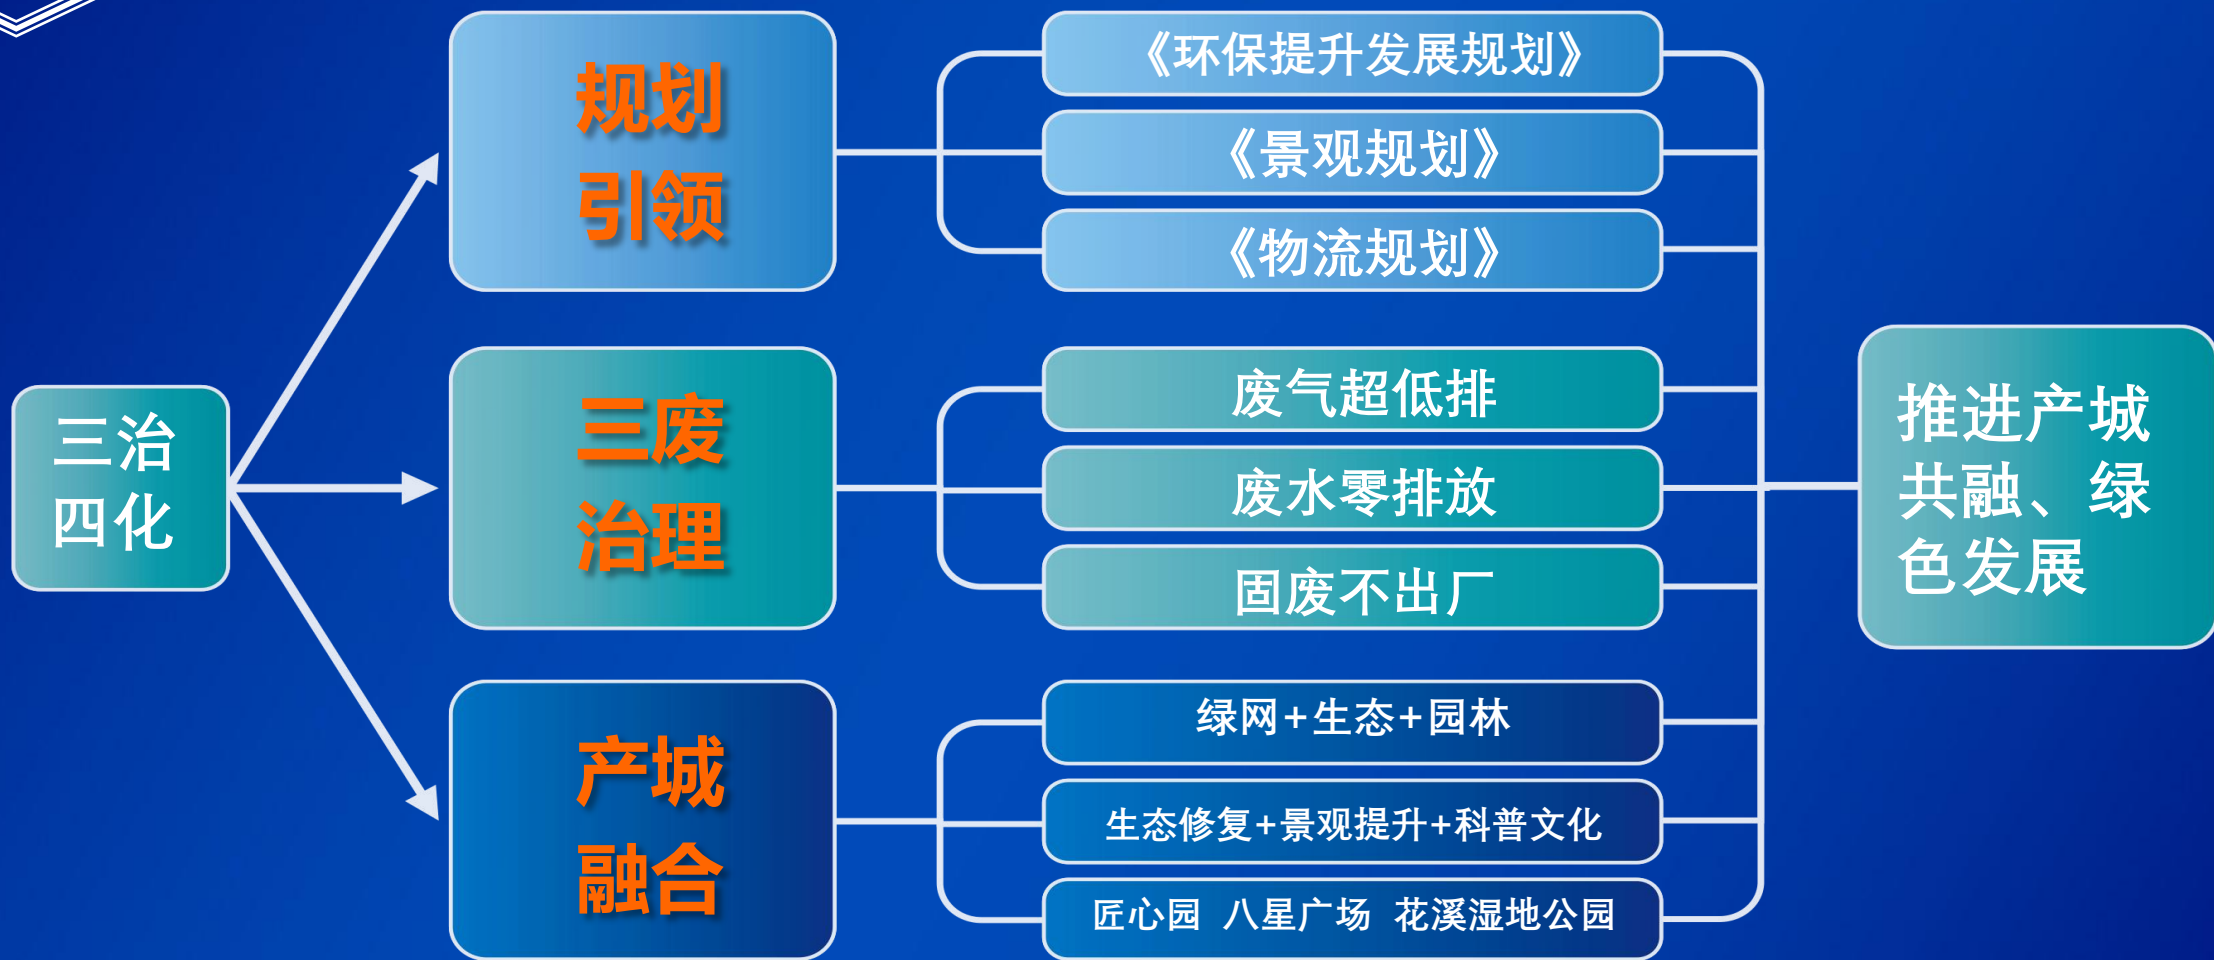 三治
四化
规划
引领
《环保提升发展规划》
《景观规划》
《物流规划》
三废
治理
废气超低排
废水零排放
固废不出厂
产城
融合
绿网+生态+园林
生态修复+景观提升+科普文化
匠心园 八星广场 花溪湿地公园
推进产城
共融、绿
色发展